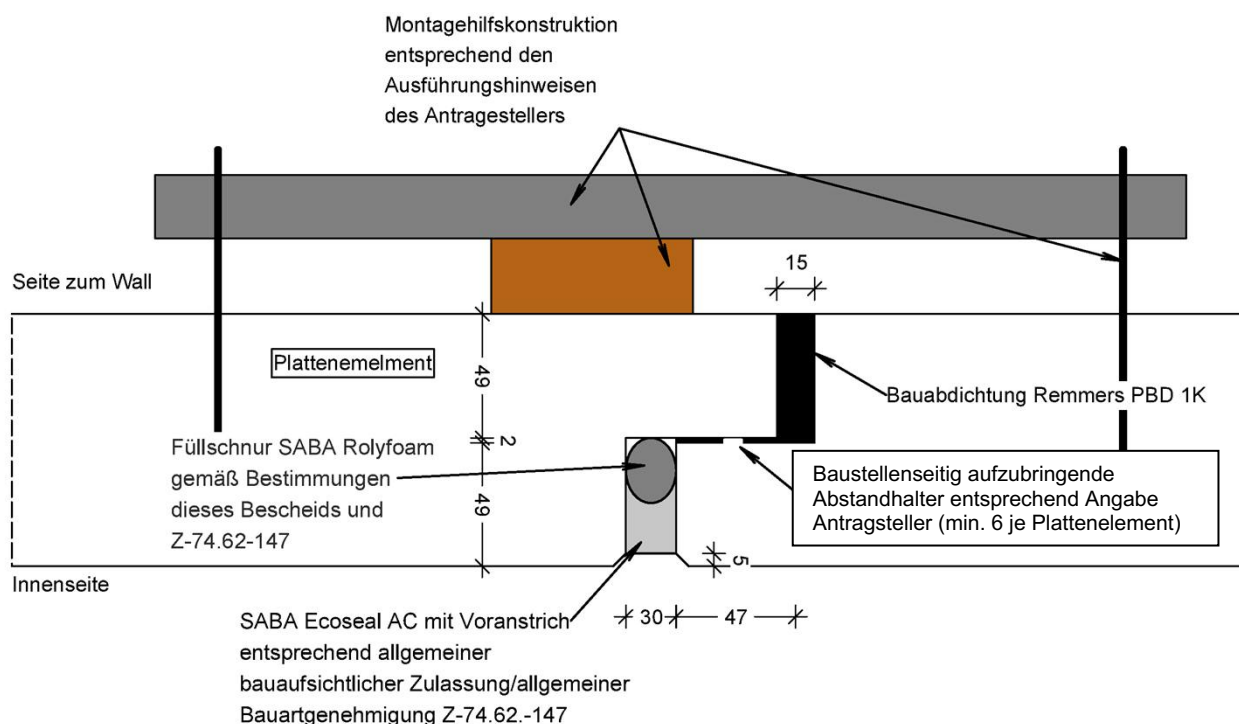 Montagehilfskonstruktion
entsprechend den
Ausführungshinweisen
des Antragestellers
Seite zum Wall
15
Plattenemelment
49
Bauabdichtung Remmers PBD 1K
Füllschnur SABA Rolyfoam
gemäß Bestimmungen
dieses Bescheids und
Z-74.62-147
2
49
Baustellenseitig aufzubringende
Abstandhalter entsprechend Angabe
Antragsteller (min. 6 je Plattenelement)
5
Innenseite
30
47
SABA Ecoseal AC mit Voranstrich
entsprechend allgemeiner
bauaufsichtlicher Zulassung/allgemeiner
Bauartgenehmigung Z-74.62.-147